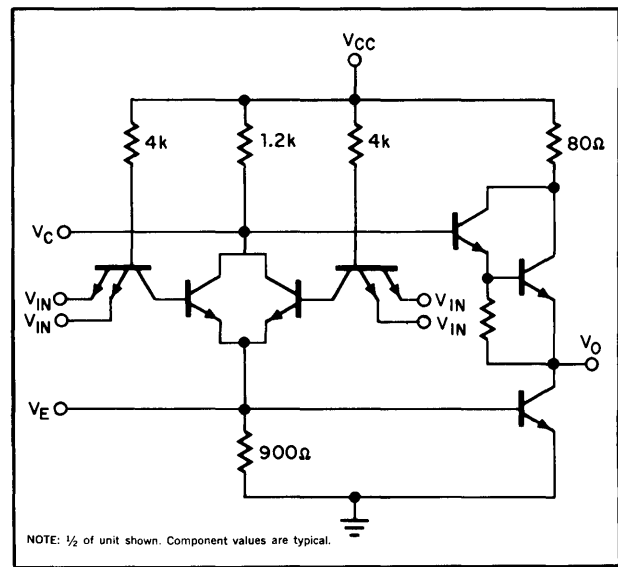 VCC
4k
1.2k
4k
80Ω
VC
VIN
VIN
VIN
VIN
VO
VE
900Ω
NOTE: ½ of unit shown. Component values are typical.